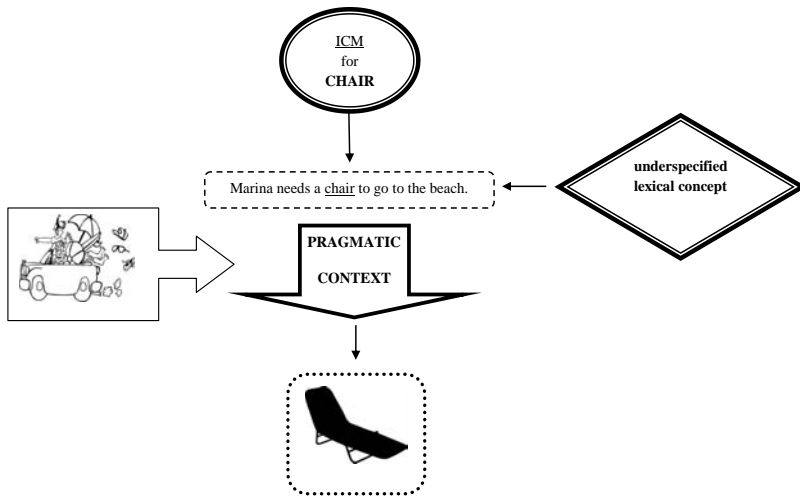 ICM
for
CHAIR
Marina needs a chair to go to the beach.
underspecified
lexical concept
PRAGMATIC
CONTEXT